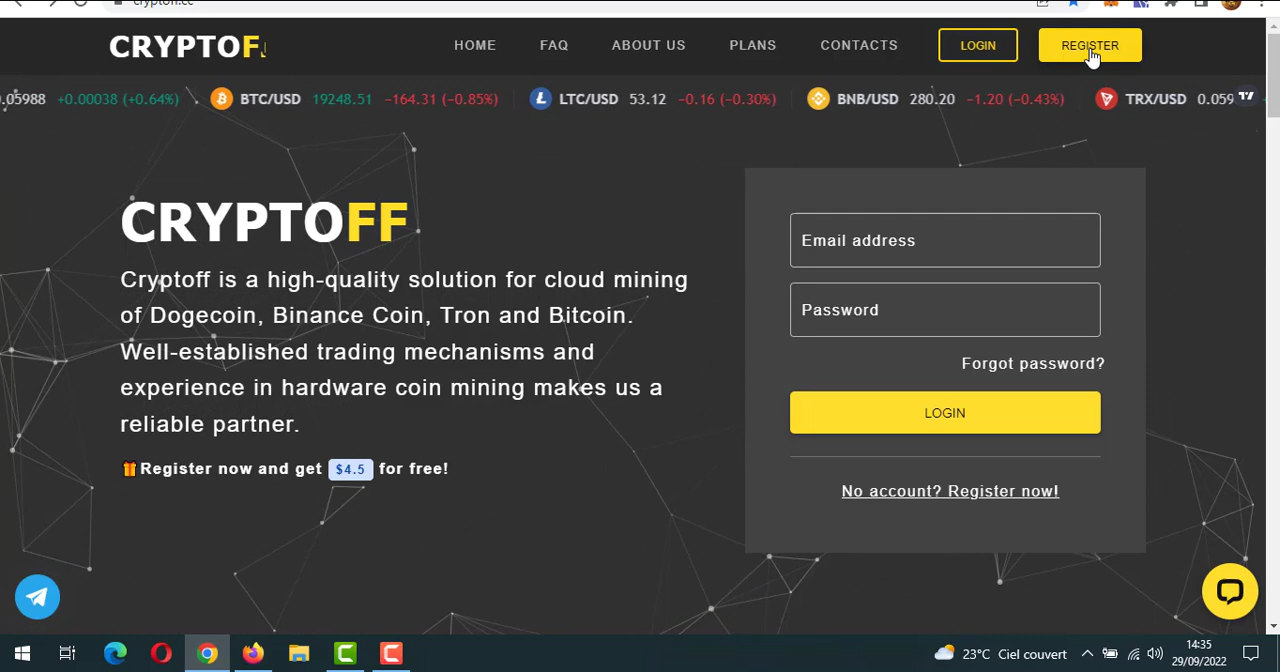 cryptoff.cc
CRYPTOF
HOME FAQ ABOUT US PLANS CONTACTS LOGIN REGISTER
0.05988 +0.00038 (+0.64%) BTC/USD 19248.51 −164.31 (−0.85%) LTC/USD 53.12 −0.16 (−0.30%) BNB/USD 280.20 −1.20 (−0.43%) TRX/USD 0.059
CRYPTOFF
Cryptoff is a high-quality solution for cloud mining
of Dogecoin, Binance Coin, Tron and Bitcoin.
Well-established trading mechanisms and
experience in hardware coin mining makes us a
reliable partner.
Register now and get $4.5 for free!
Email address
Password
Forgot password?
LOGIN
No account? Register now!
23°C Ciel couvert
14:35
29/09/2022